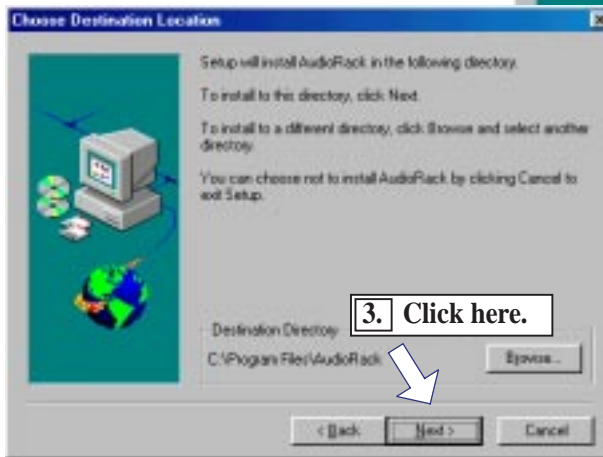 Choose Destination Location
Setup will install AudioRack in the following directory.
To install to this directory, click Next.
To install to a different directory, click Browse and select another
directory.
You can choose not to install AudioRack by clicking Cancel to
exit Setup.
3. Click here.
Destination Directory
C:\Program Files\AudioRack
Browse...
< Back
Next >
Cancel